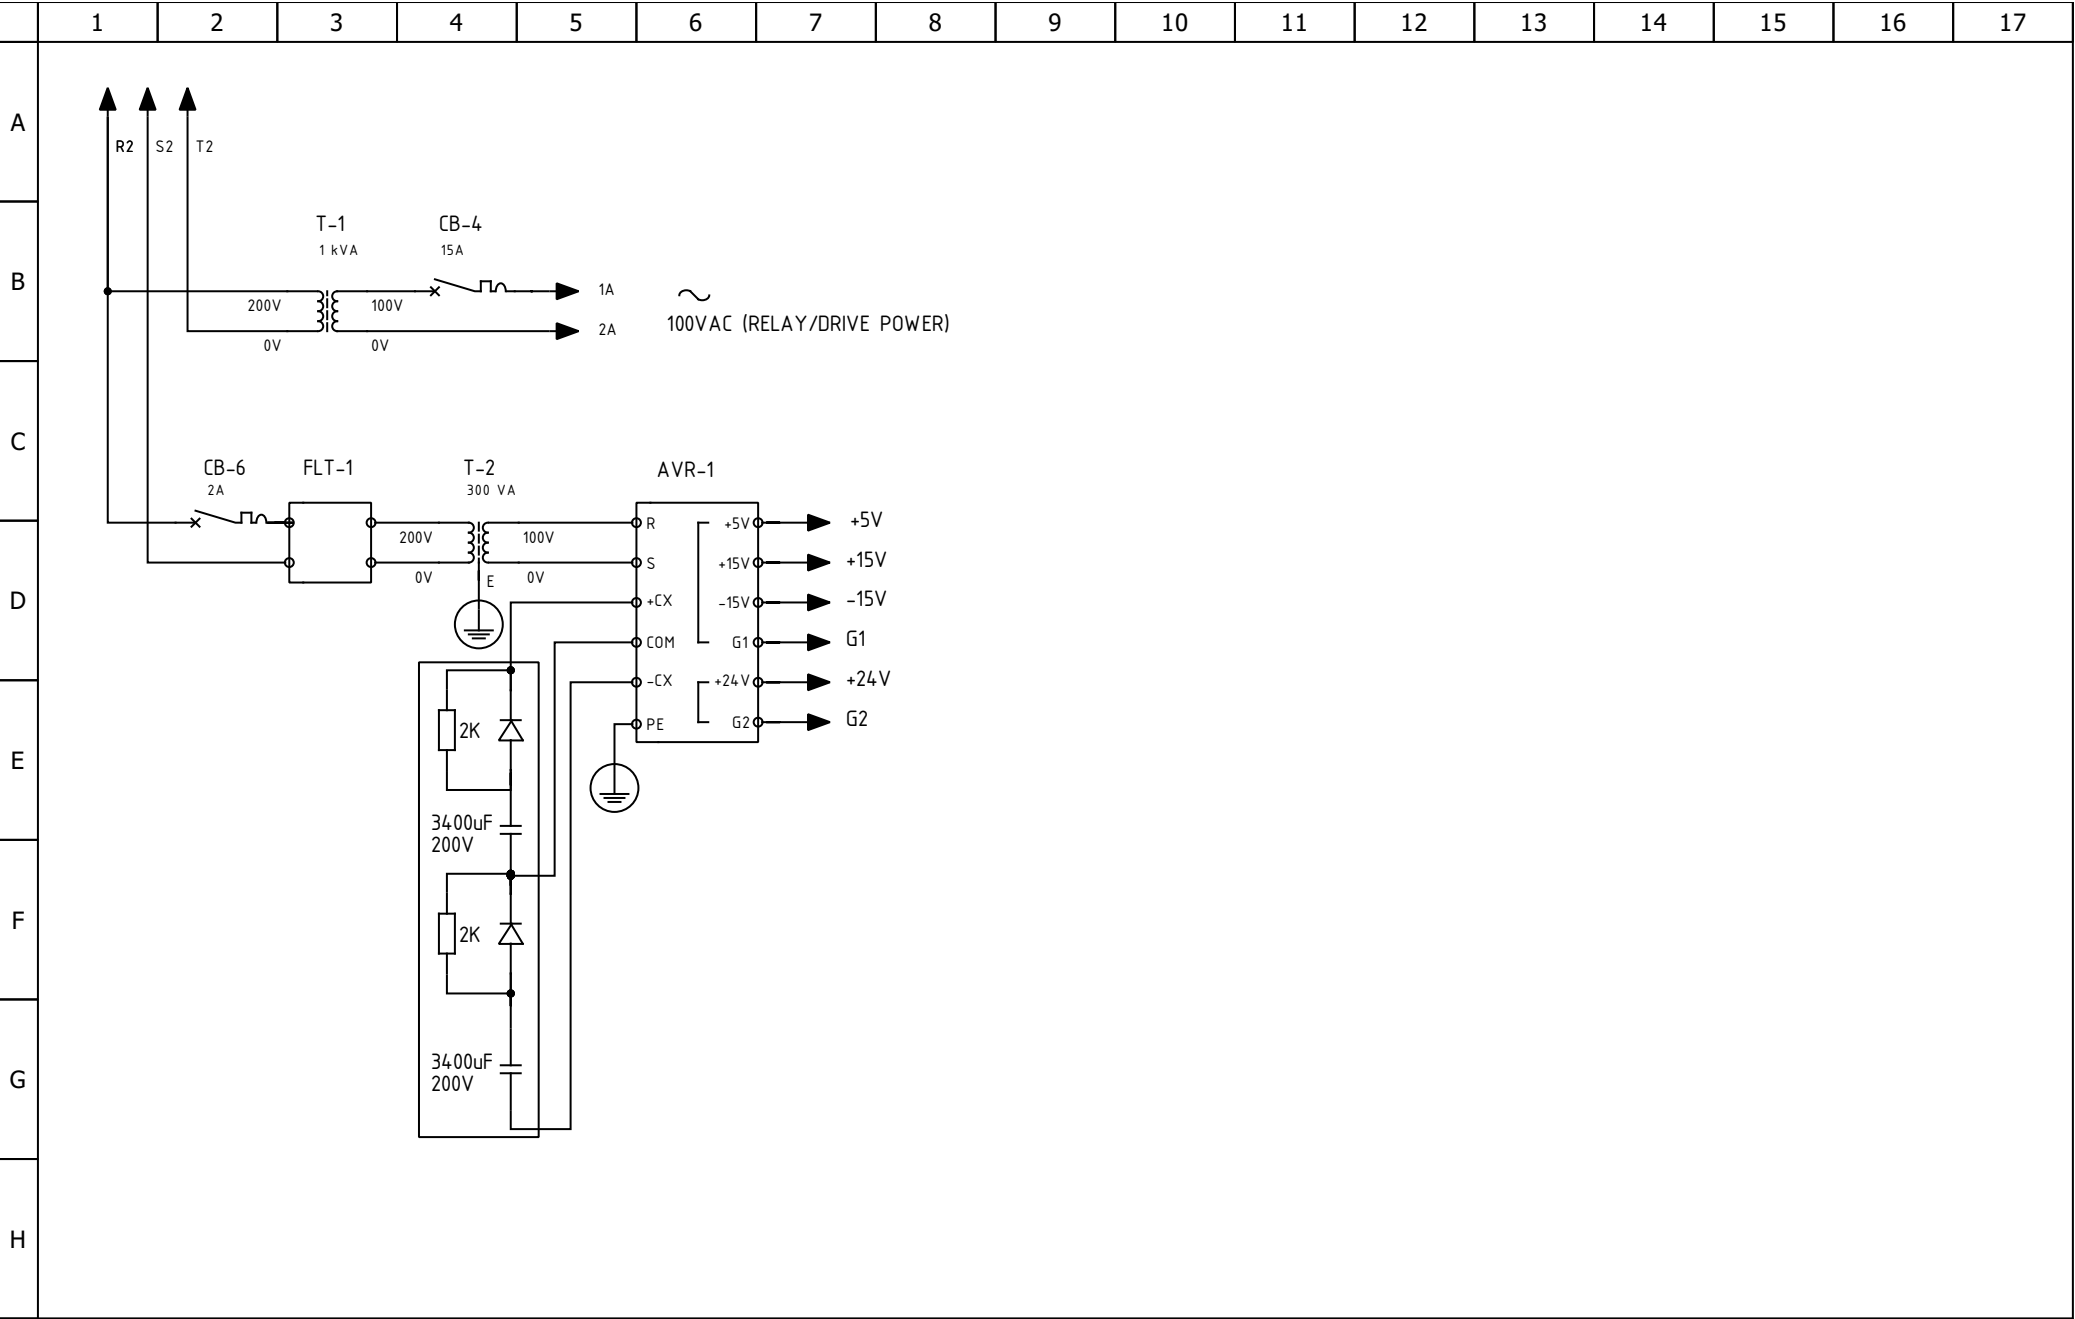 1 2 3 4 5 6 7 8 9 10 11 12 13 14 15 16 17
A
R2 S2 T2
T-1 CB-4
1 kVA 15A
B
200V 100V 1A
100VAC (RELAY/DRIVE POWER)
2A
0V 0V
C
CB-6 FLT-1 T-2 AVR-1
2A 300 VA
R +5V +5V
200V 100V
S +15V +15V
0V E 0V
D
+CX -15V -15V
COM G1 G1
-CX +24V +24V
PE G2 G2
2K
E
3400uF
200V
F
2K
3400uF
200V
G
H